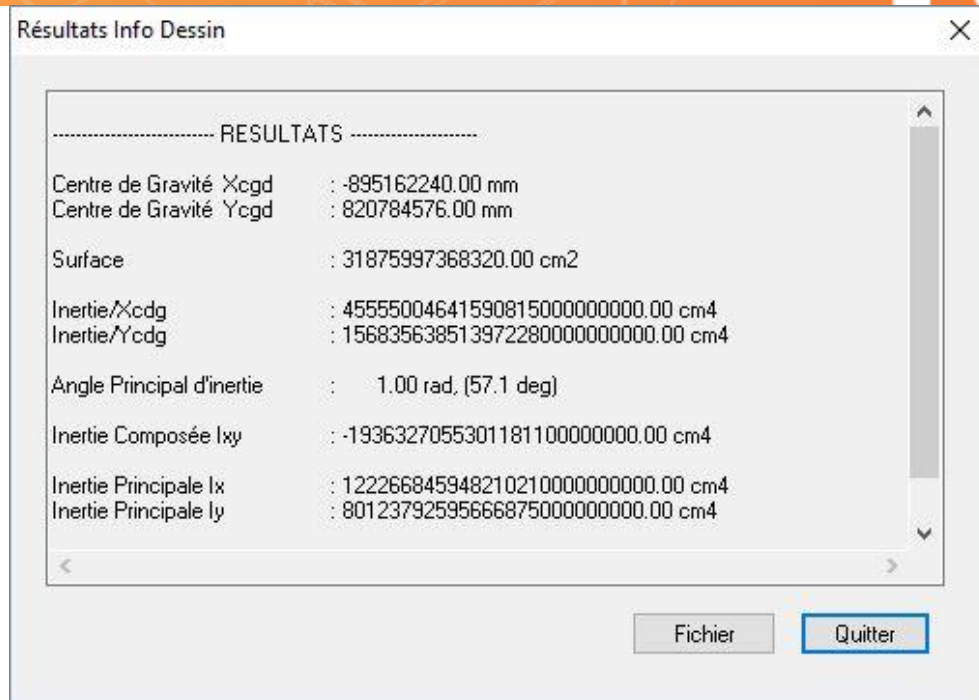 Résultats Info Dessin
--------------------------- RESULTATS ---------------------
Centre de Gravité Xcgd : -895162240.00 mm
Centre de Gravité Ycgd : 820784576.00 mm
Surface : 31875997368320.00 cm2
Inertie/Xcdg : 455550046415908150000000000.00 cm4
Inertie/Ycdg : 1568356385139722800000000000.00 cm4
Angle Principal d'inertie : 1.00 rad, (57.1 deg)
Inertie Composée Ixy : -193632705530118110000000000.00 cm4
Inertie Principale Ix : 1222668459482102100000000000.00 cm4
Inertie Principale Iy : 801237925956668750000000000.00 cm4
Fichier
Quitter